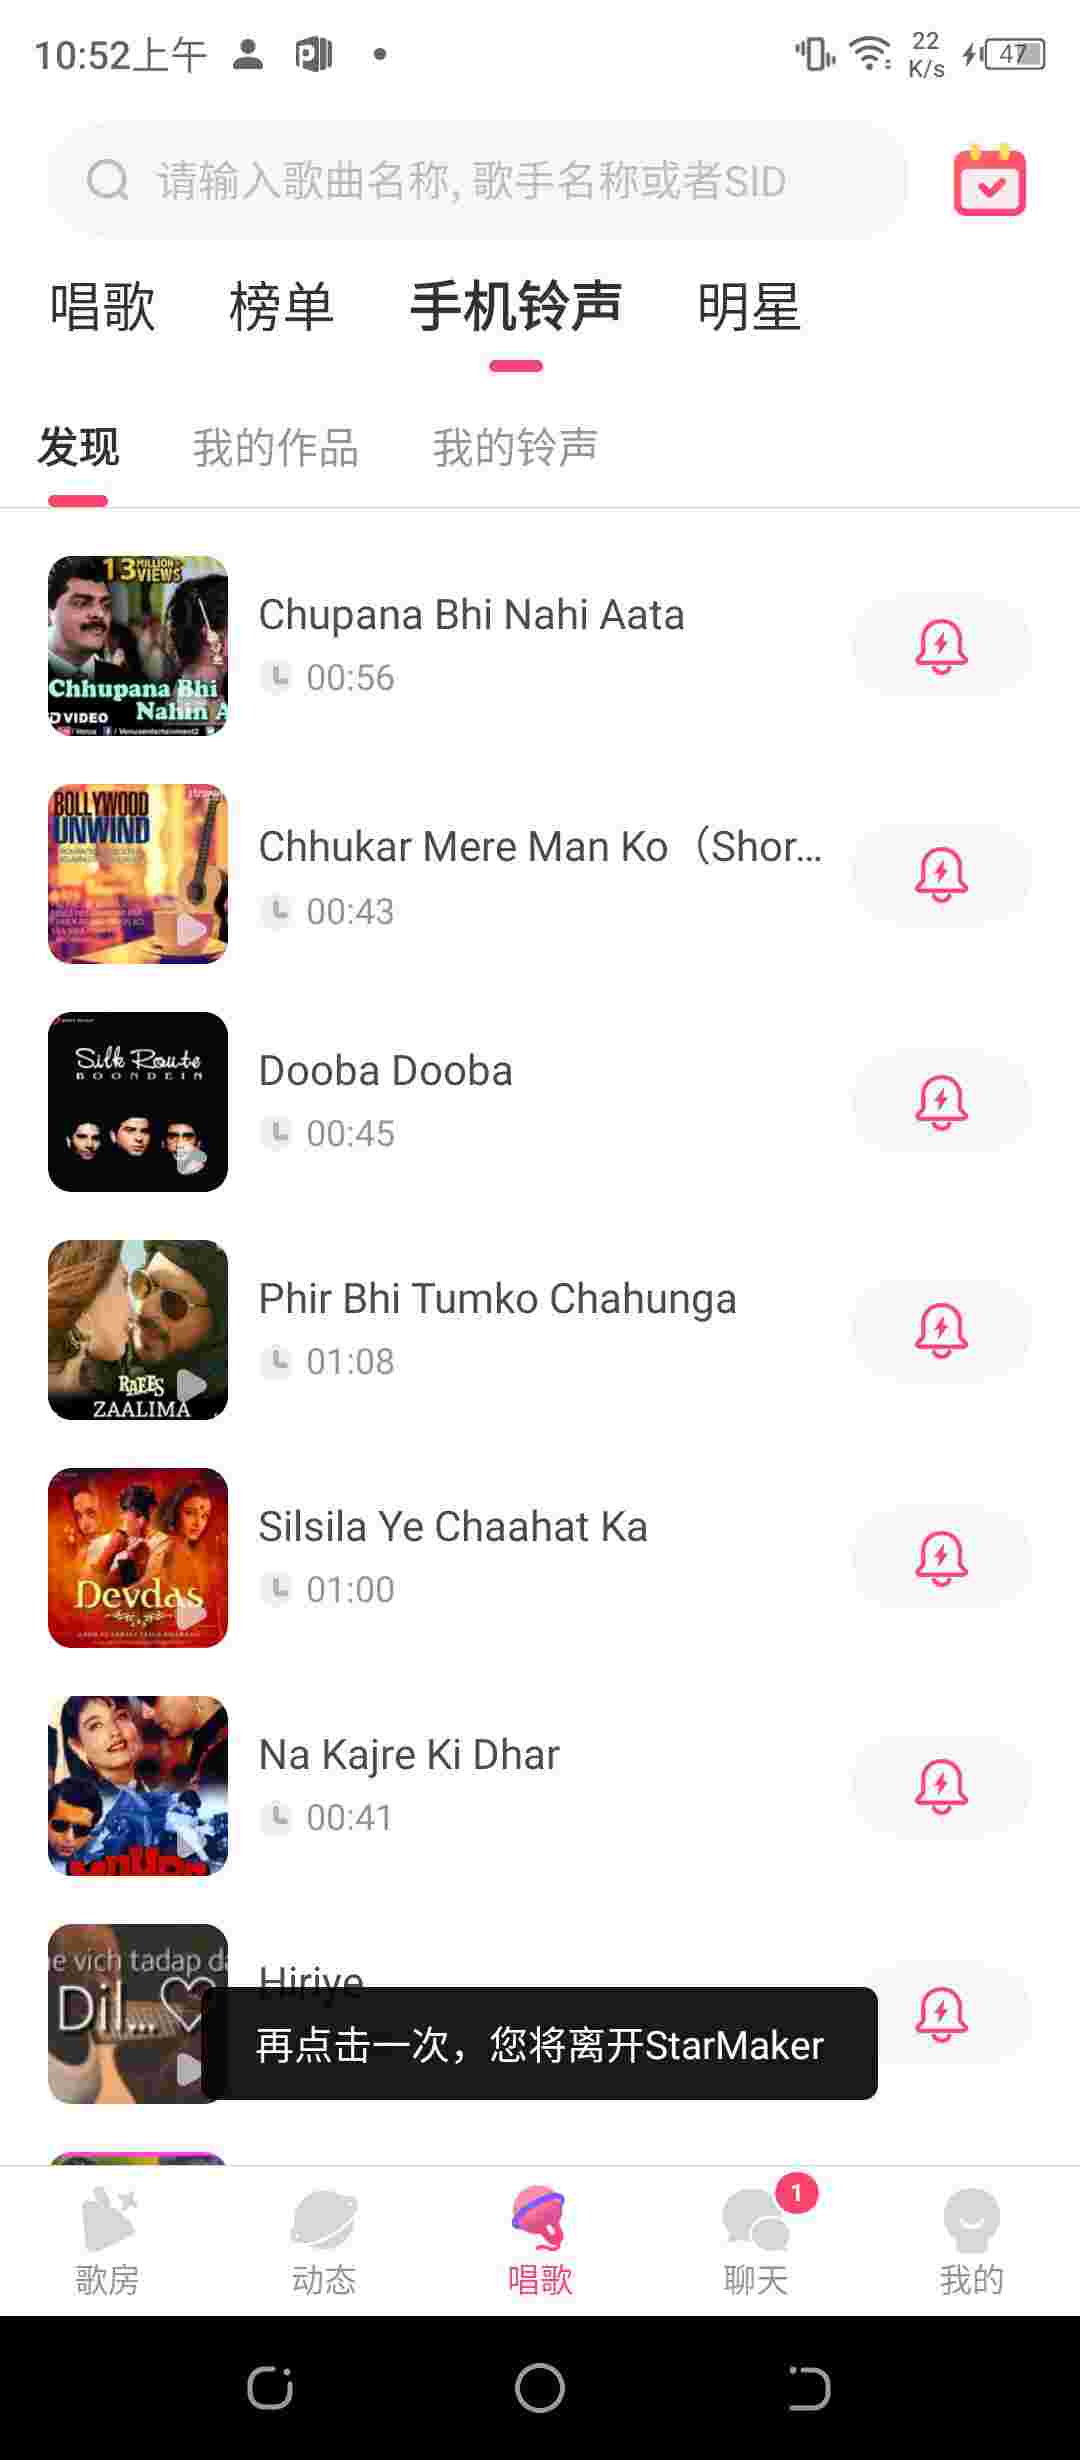 10:52上午
22
K/s
47
请输入歌曲名称, 歌手名称或者SID
唱歌 榜单 手机铃声 明星
发现 我的作品 我的铃声
13 MILLION+ VIEWS
Chhupana Bhi
Nahin A
D VIDEO
/ Venus / Venusentertainment2
Chupana Bhi Nahi Aata
00:56
BOLLYWOOD
UNWIND
Chhukar Mere Man Ko（Shor...
00:43
Silk Route
BOONDEIN
Dooba Dooba
00:45
RAEES
ZAALIMA
Phir Bhi Tumko Chahunga
01:08
Devdas
Silsila Ye Chaahat Ka
01:00
Na Kajre Ki Dhar
00:41
e vich tadap da
Dil...
Hiriye
再点击一次，您将离开StarMaker
1
歌房 动态 唱歌 聊天 我的